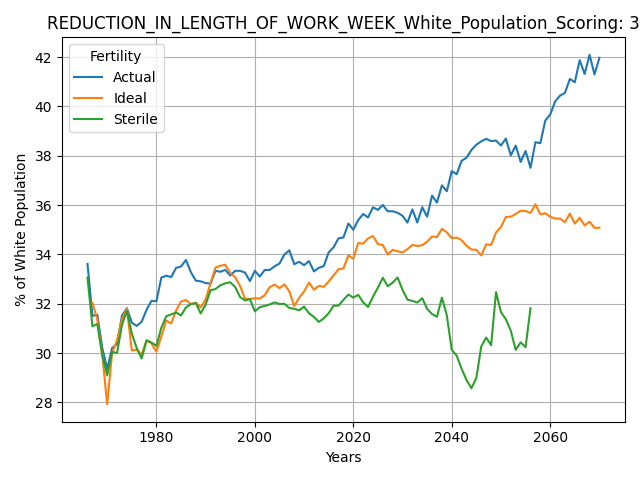 REDUCTION_IN_LENGTH_OF_WORK_WEEK_White_Population_Scoring: 3
Fertility
Actual
Ideal
Sterile
% of White Population
42
40
38
36
34
32
30
28
1980
2000
2020
2040
2060
Years